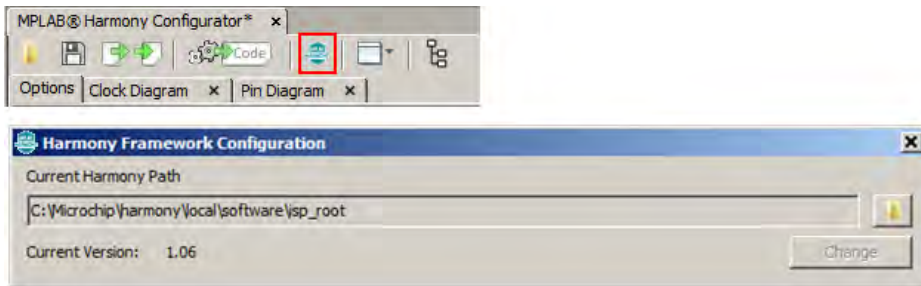 MPLAB® Harmony Configurator* x
Code
Options Clock Diagram x Pin Diagram x
Harmony Framework Configuration
Current Harmony Path
C:\Microchip\harmony\local\software\isp_root
Current Version: 1.06 Change